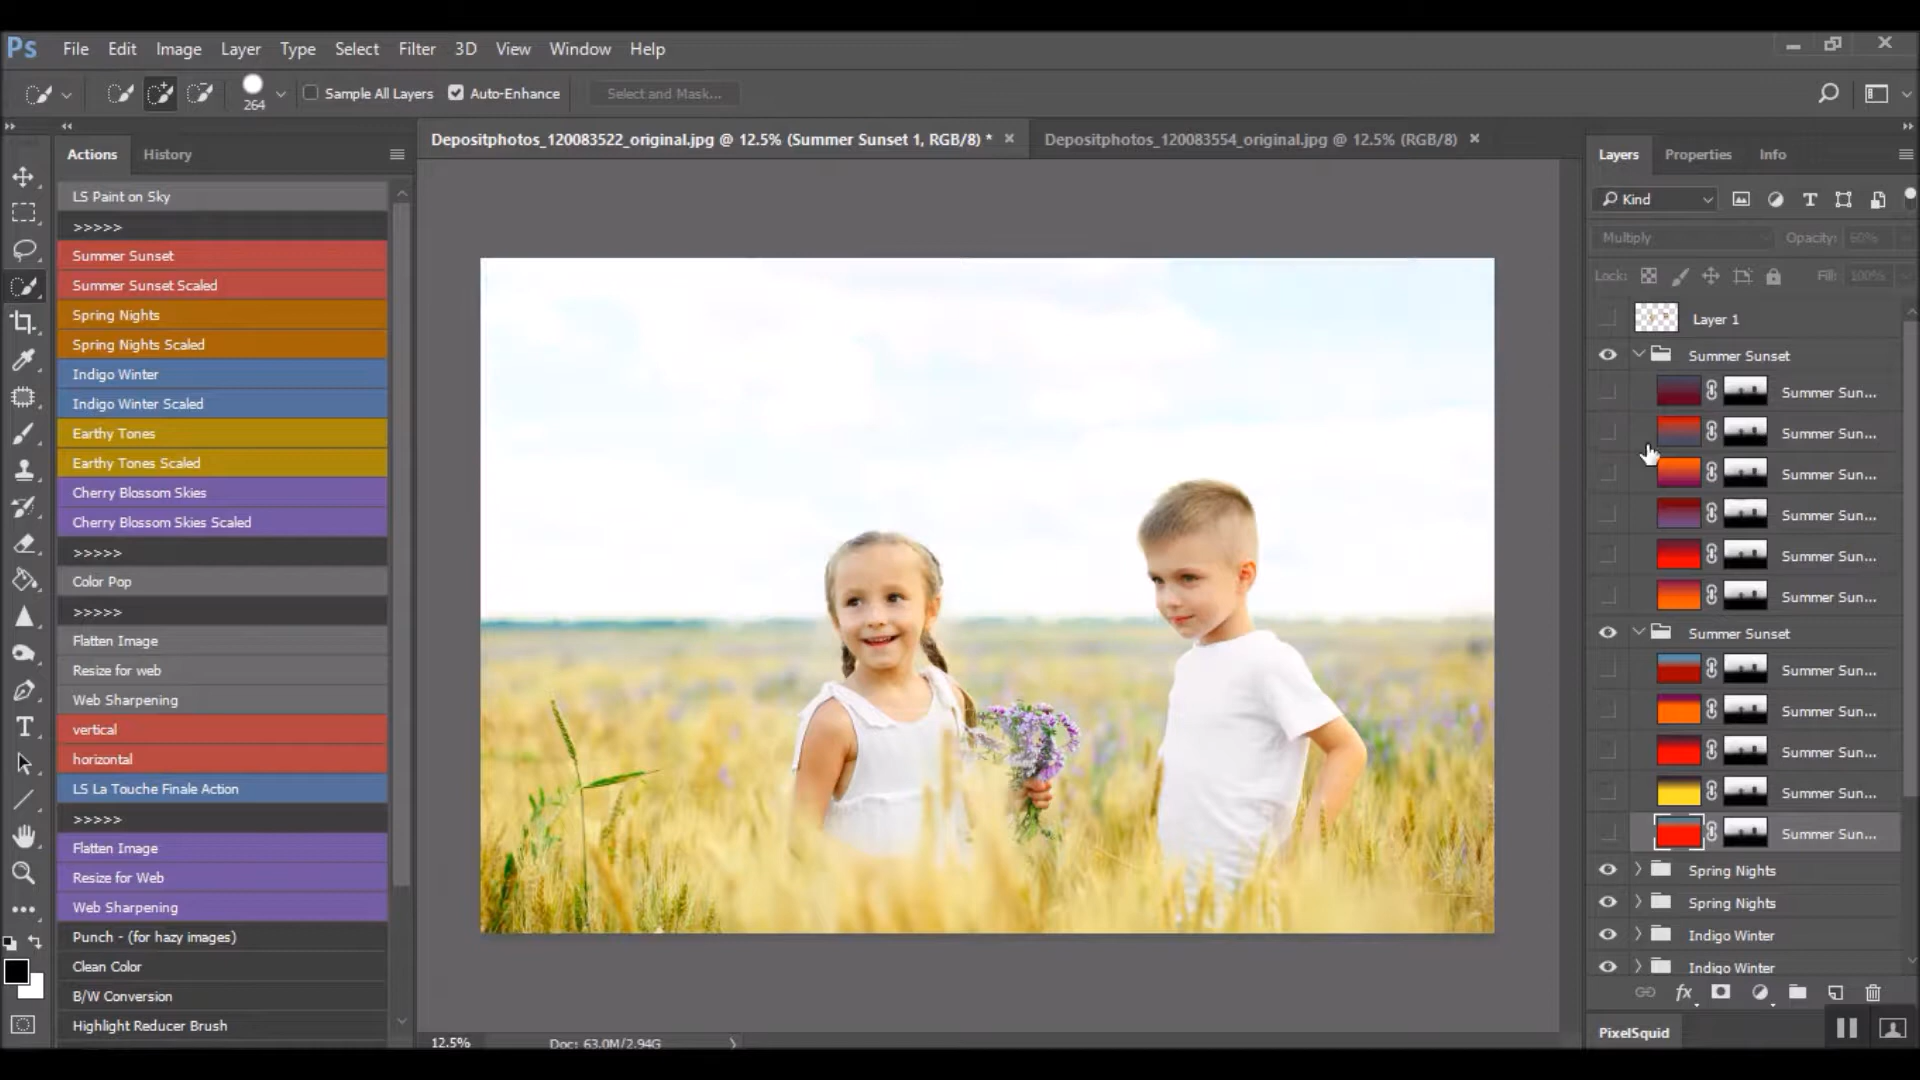 Ps File Edit Image Layer Type Select Filter 3D View Window Help
264 Sample All Layers Auto-Enhance Select and Mask...
Actions History
Depositphotos_120083522_original.jpg @ 12.5% (Summer Sunset 1, RGB/8) * ×
Depositphotos_120083554_original.jpg @ 12.5% (RGB/8) ×
LS Paint on Sky
>>>>>
Summer Sunset
Summer Sunset Scaled
Spring Nights
Spring Nights Scaled
Indigo Winter
Indigo Winter Scaled
Earthy Tones
Earthy Tones Scaled
Cherry Blossom Skies
Cherry Blossom Skies Scaled
>>>>>
Color Pop
>>>>>
Flatten Image
Resize for web
Web Sharpening
vertical
horizontal
LS La Touche Finale Action
>>>>>
Flatten Image
Resize for Web
Web Sharpening
Punch - (for hazy images)
Clean Color
B/W Conversion
Highlight Reducer Brush
12.5% Doc: 63.0M/2.94G
Layers Properties Info
Kind
Multiply Opacity: 60%
Lock: Fill: 100%
Layer 1
Summer Sunset
Summer Sun...
Summer Sun...
Summer Sun...
Summer Sun...
Summer Sun...
Summer Sun...
Summer Sunset
Summer Sun...
Summer Sun...
Summer Sun...
Summer Sun...
Summer Sun...
Spring Nights
Spring Nights
Indigo Winter
Indigo Winter
fx
PixelSquid